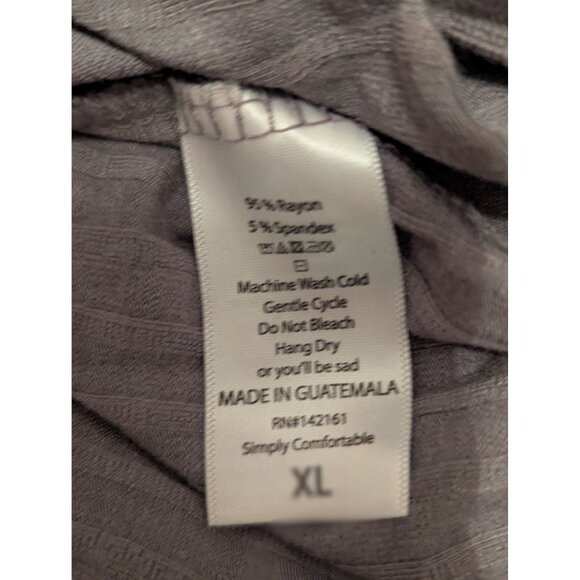 95% Rayon
5% Spandex
Machine Wash Cold
Gentle Cycle
Do Not Bleach
Hang Dry
or you'll be sad
MADE IN GUATEMALA
RN#142161
Simply Comfortable
XL